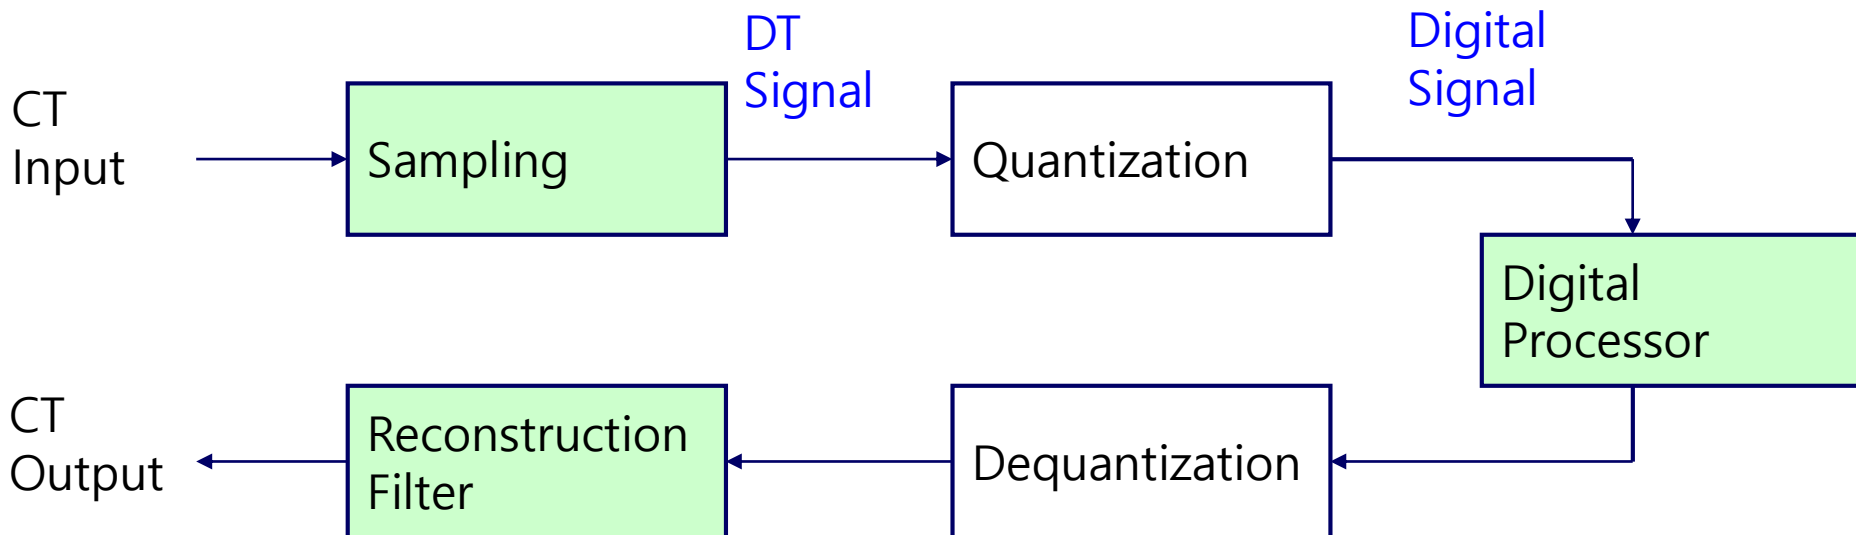 CT
Input
Sampling
DT
Signal
Quantization
Digital
Signal
Digital
Processor
CT
Output
Reconstruction
Filter
Dequantization